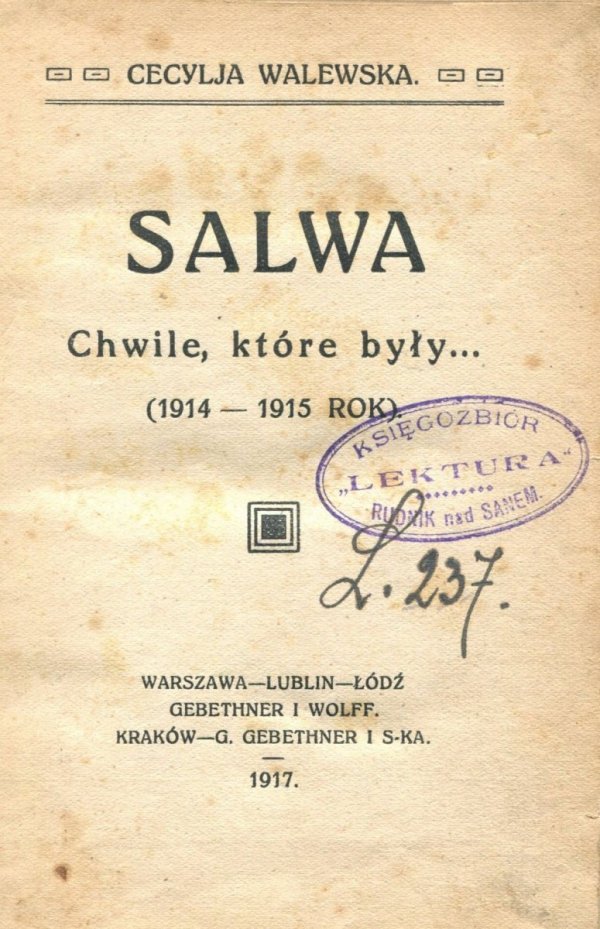 CECYLJA WALEWSKA.
SALWA
Chwile, które były...
(1914 — 1915 ROK).
KSIĘGOZBIÓR
„LEKTURA"
RUDNIK nad SANEM.
L. 237.
WARSZAWA—LUBLIN—ŁÓDŹ
GEBETHNER I WOLFF.
KRAKÓW—G. GEBETHNER I S-KA.
1917.